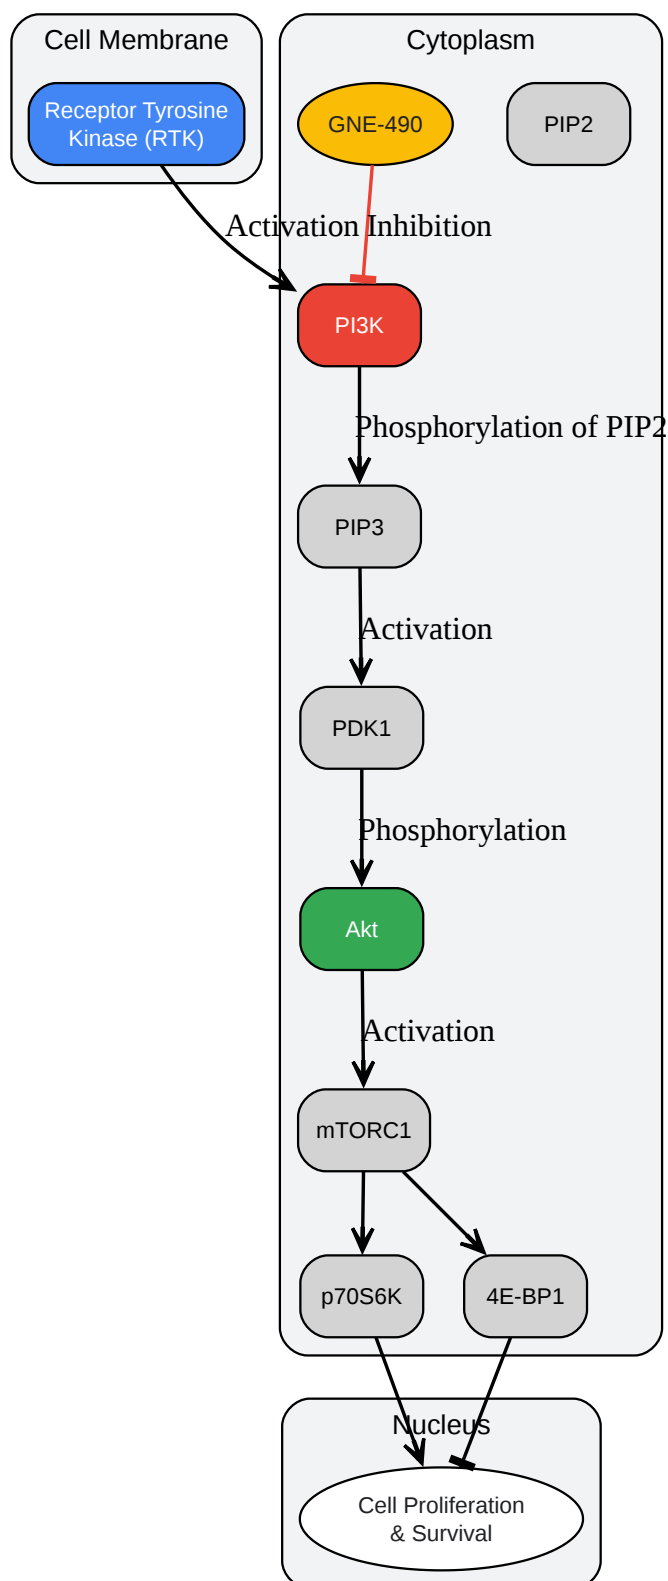 Cell Membrane
Cytoplasm
Receptor Tyrosine
Kinase (RTK)
GNE-490
PIP2
Activation
Inhibition
PI3K
Phosphorylation of PIP2
PIP3
Activation
PDK1
Phosphorylation
Akt
Activation
mTORC1
p70S6K
4E-BP1
Nucleus
Cell Proliferation
& Survival